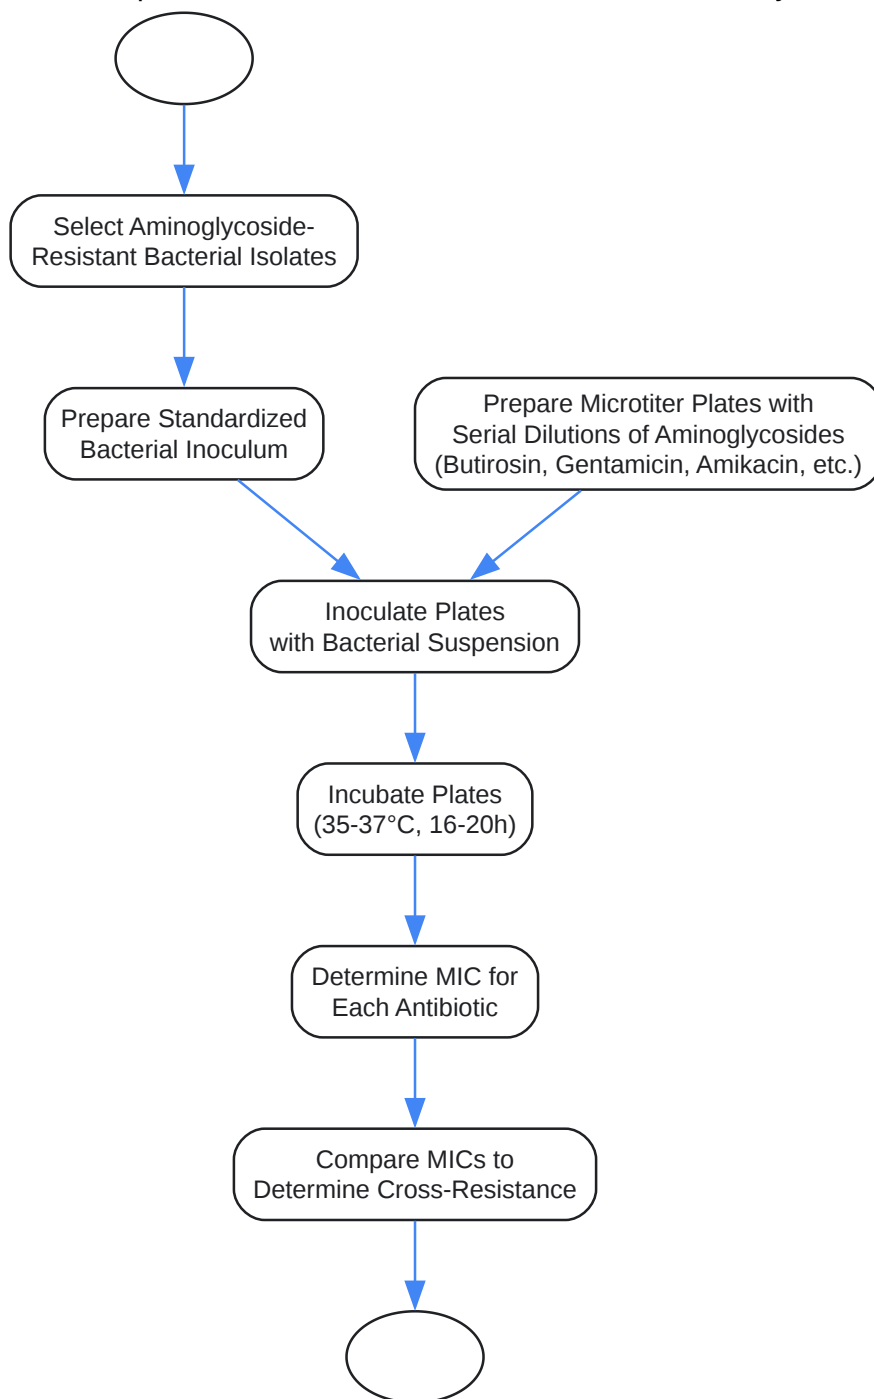 Select Aminoglycoside-
Resistant Bacterial Isolates
Prepare Standardized
Bacterial Inoculum
Prepare Microtiter Plates with
Serial Dilutions of Aminoglycosides
(Butirosin, Gentamicin, Amikacin, etc.)
Inoculate Plates
with Bacterial Suspension
Incubate Plates
(35-37°C, 16-20h)
Determine MIC for
Each Antibiotic
Compare MICs to
Determine Cross-Resistance